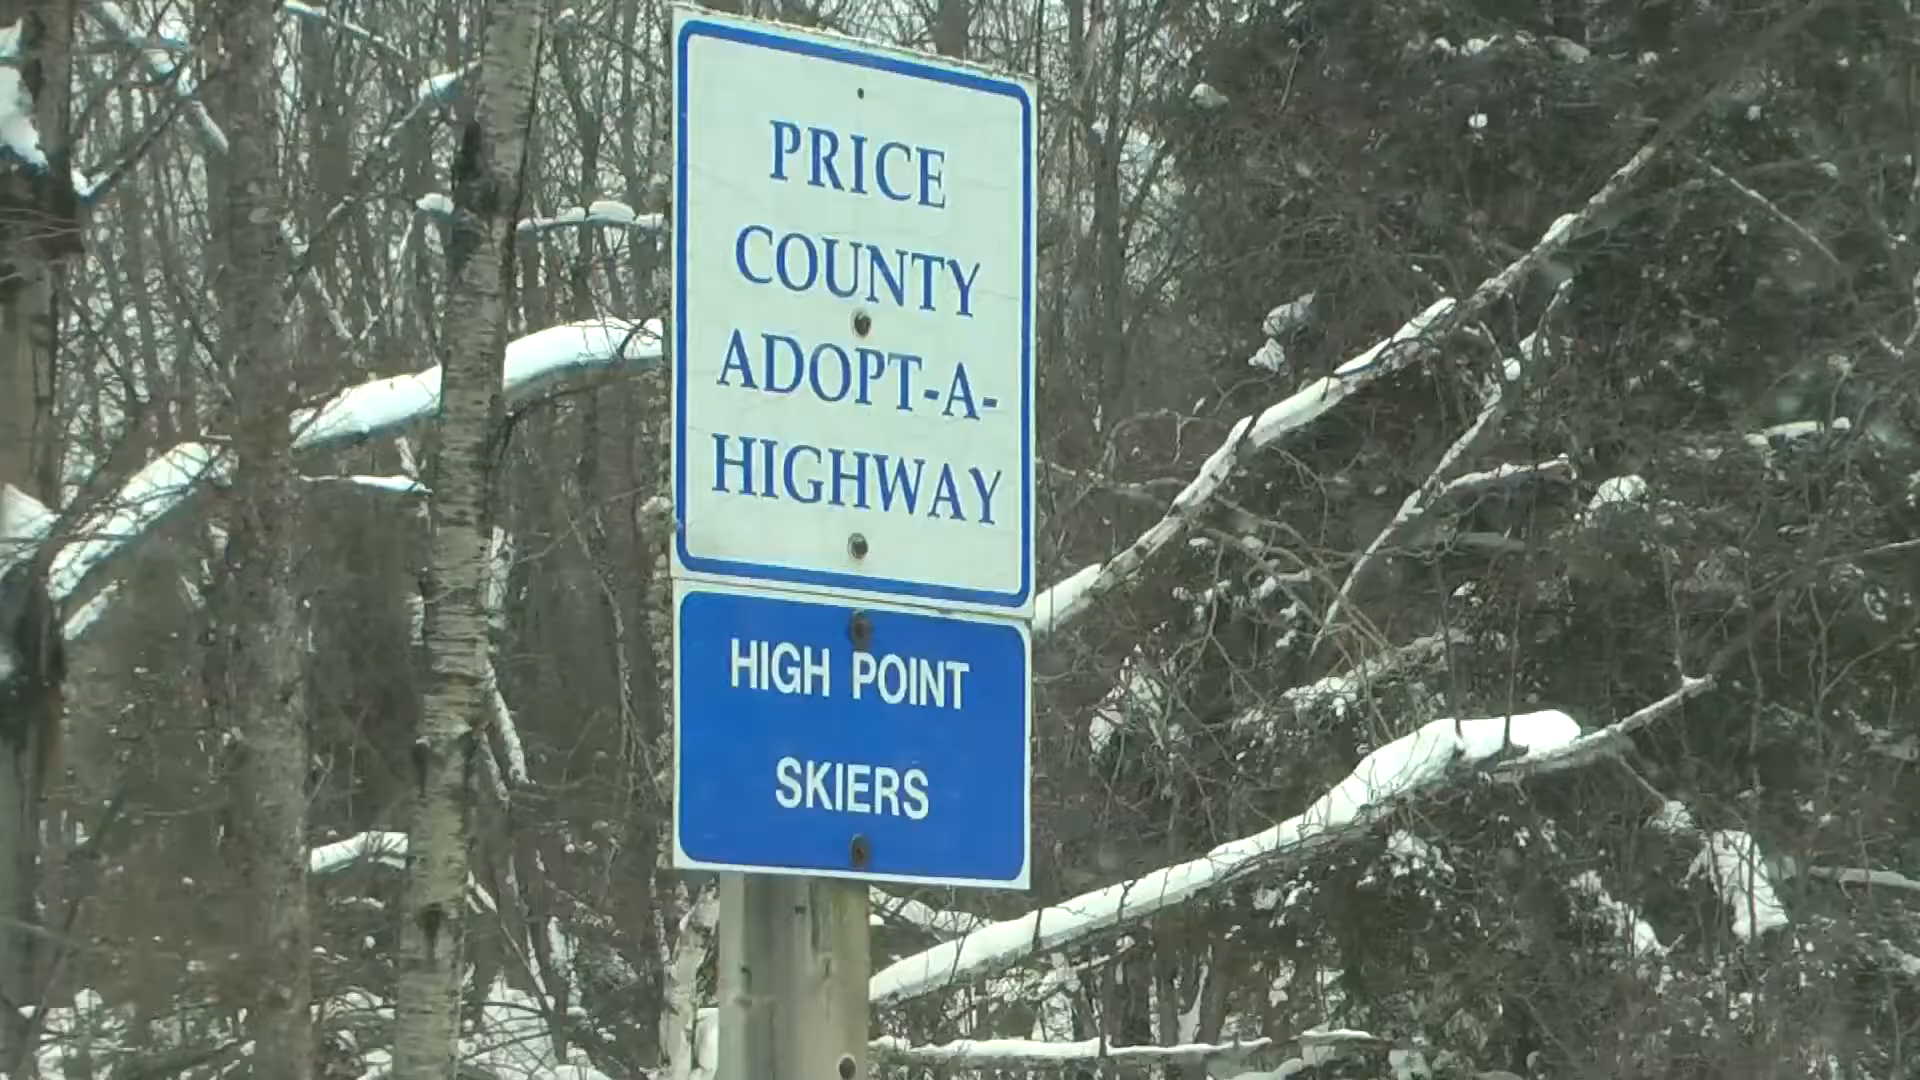 PRICE
COUNTY
ADOPT-A-
HIGHWAY
HIGH POINT
SKIERS